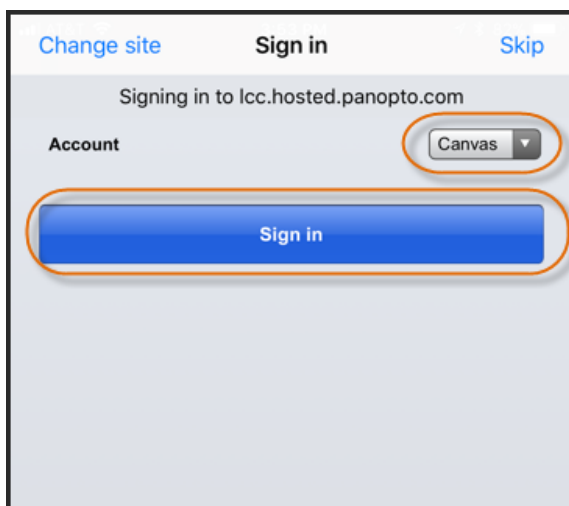 Change site Sign in Skip
Signing in to lcc.hosted.panopto.com
Account Canvas
Sign in